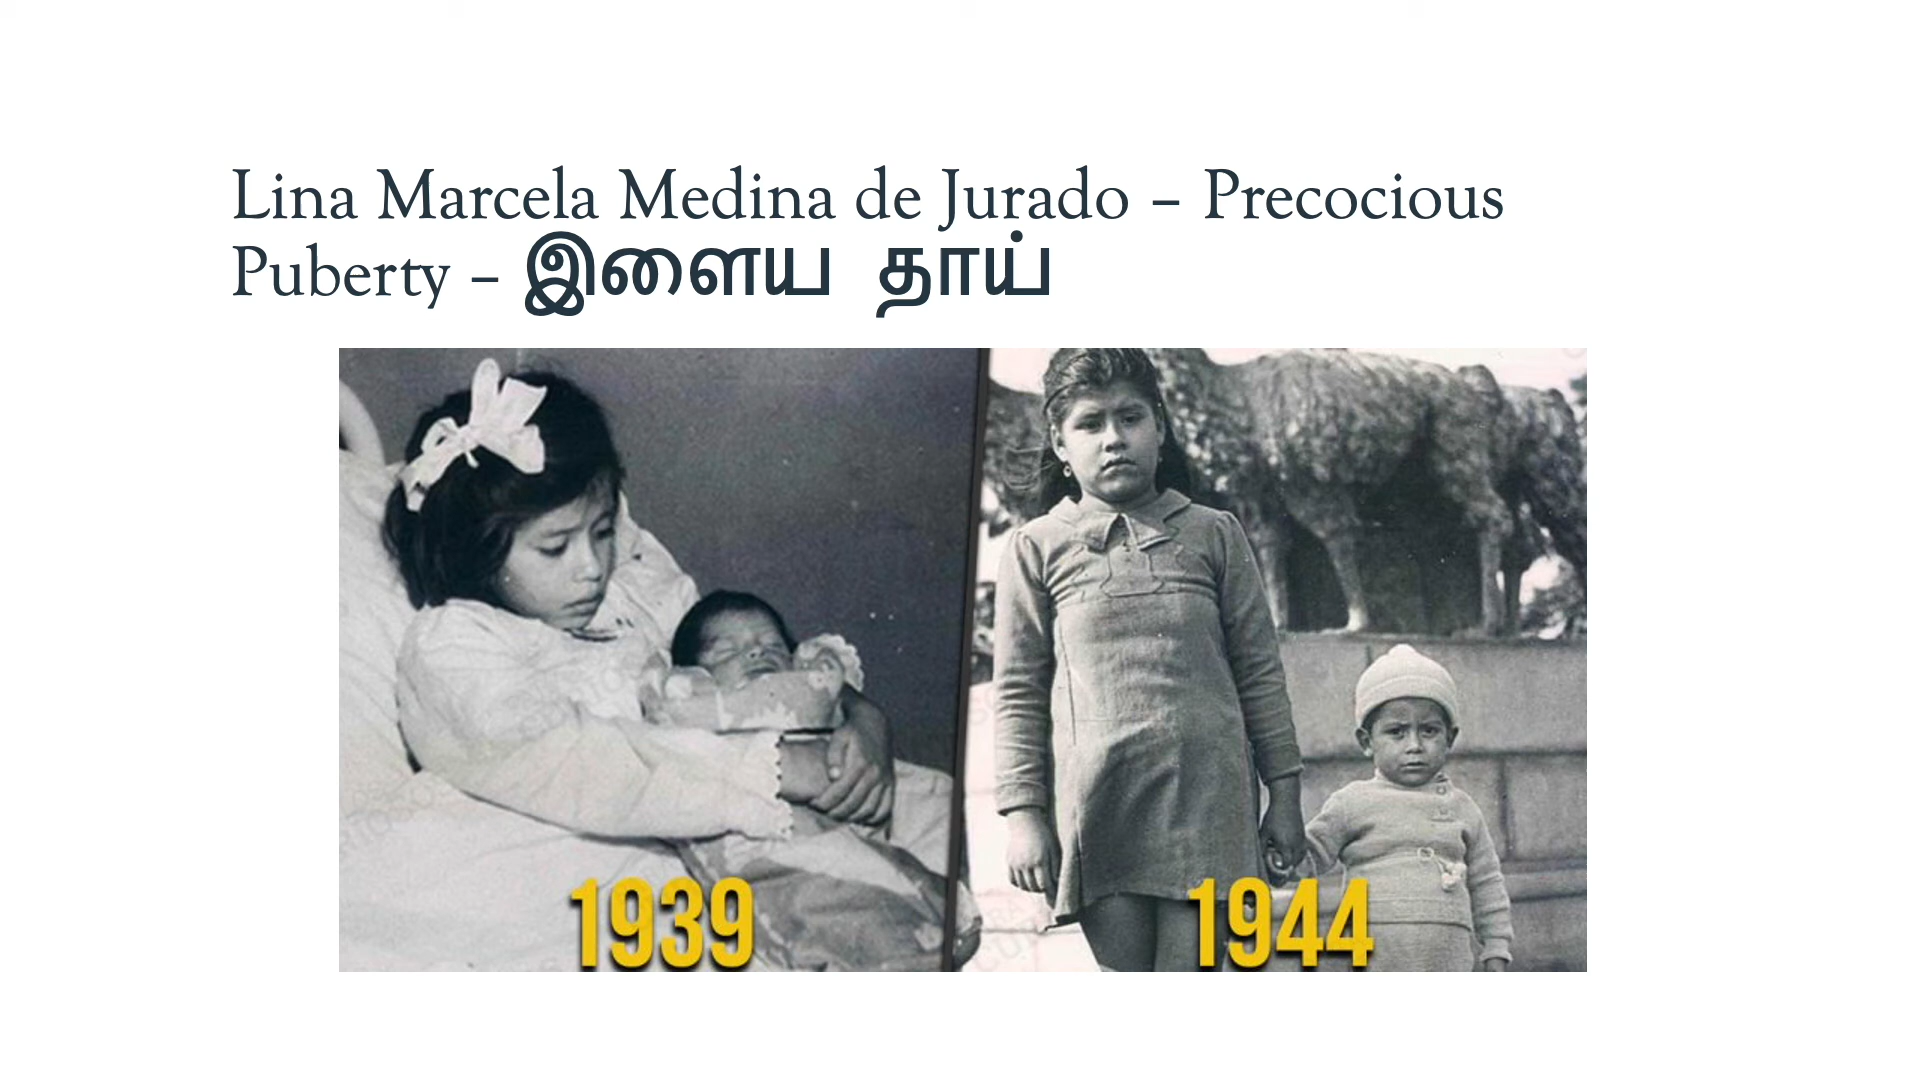 Lina Marcela Medina de Jurado – Precocious
Puberty – இளைய தாய்
1939
1944